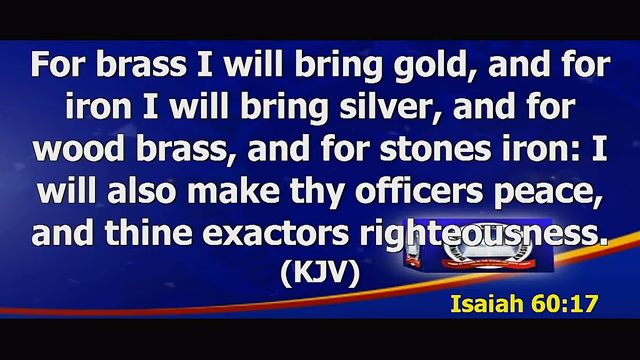 For brass I will bring gold, and for
iron I will bring silver, and for
wood brass, and for stones iron: I
will also make thy officers peace,
and thine exactors righteousness.
(KJV)
Isaiah 60:17